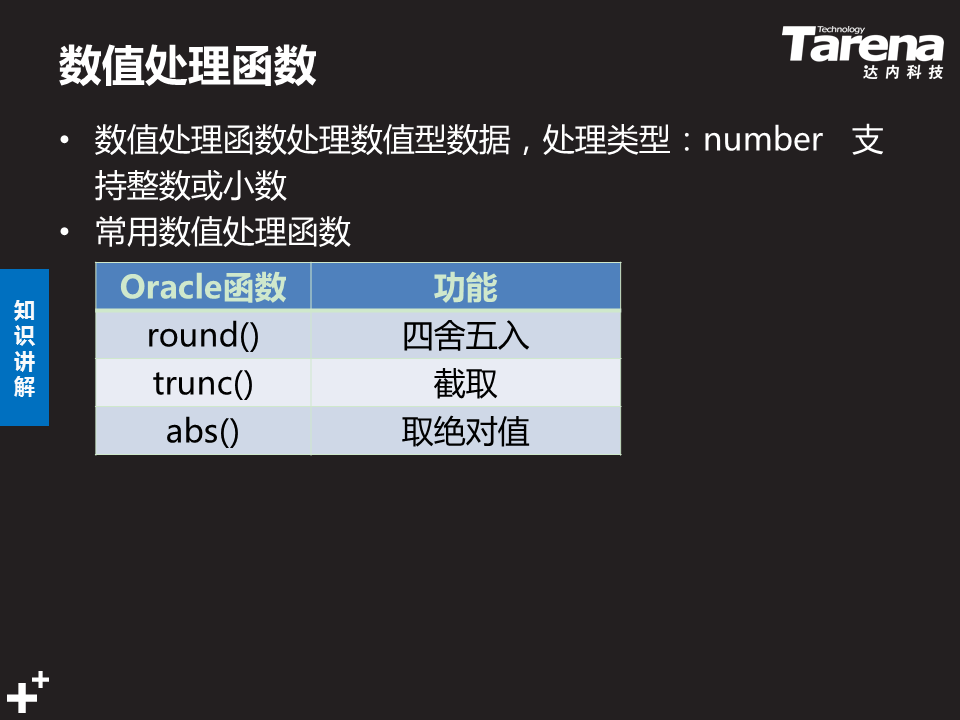 数值处理函数
Technology
Tarena
达内科技
• 数值处理函数处理数值型数据，处理类型：number 支
持整数或小数
• 常用数值处理函数
知识讲解
Oracle函数 功能
round() 四舍五入
trunc() 截取
abs() 取绝对值